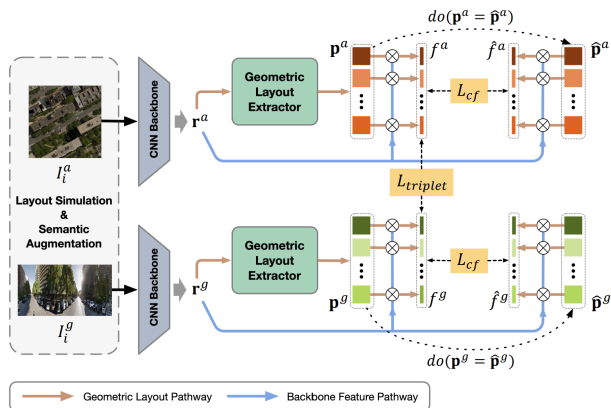 do(p^a = p̂^a)
p^a
f^a
f̂^a
p̂^a
Geometric
Layout
Extractor
L_cf
CNN Backbone
r^a
I_i^a
L_triplet
Layout Simulation
&
Semantic
Augmentation
Geometric
Layout
Extractor
L_cf
CNN Backbone
r^g
I_i^g
p^g
f^g
f̂^g
p̂^g
do(p^g = p̂^g)
Geometric Layout Pathway
Backbone Feature Pathway